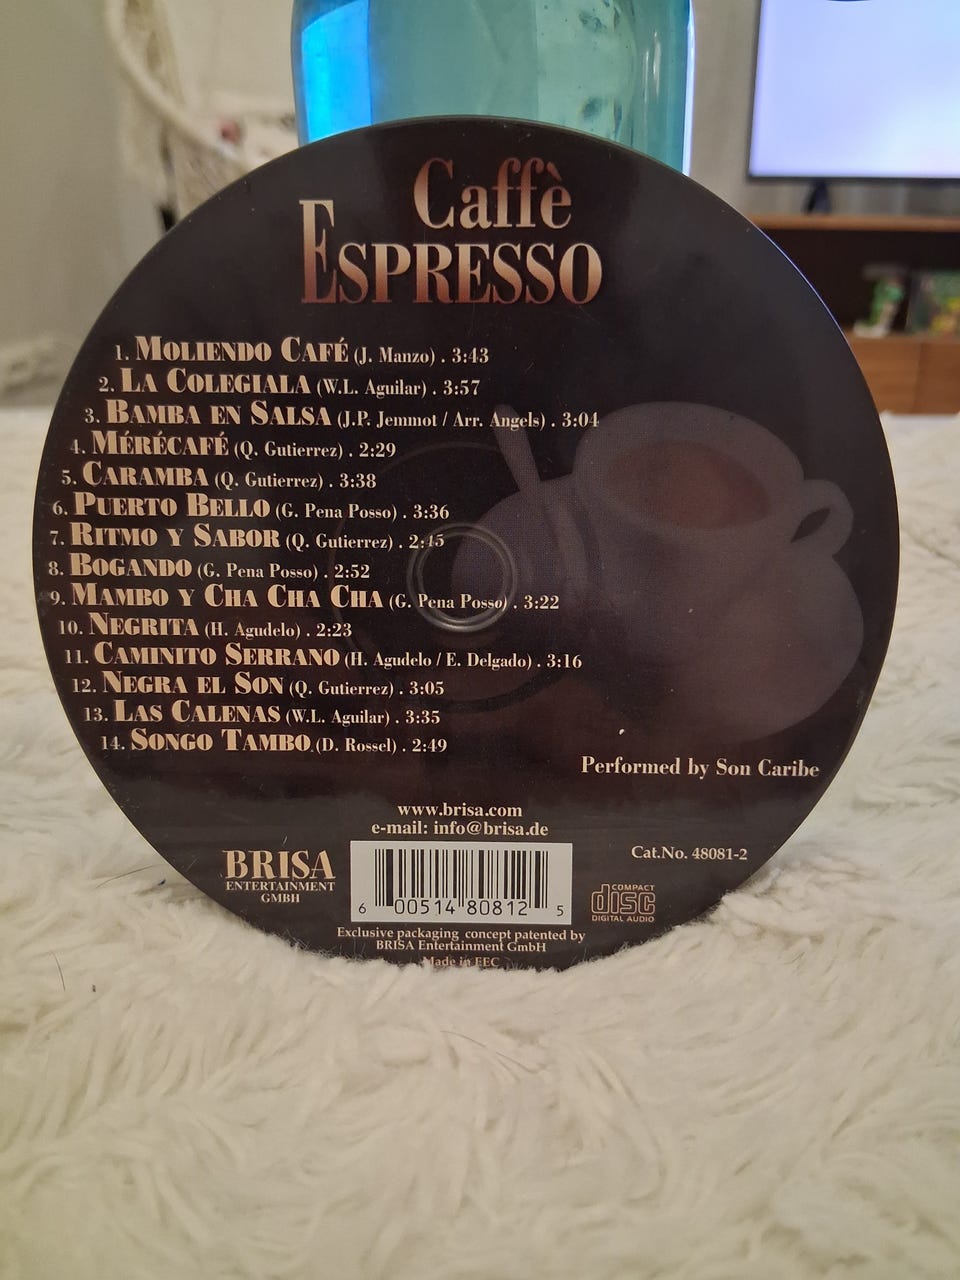 Caffè
ESPRESSO
1. MOLIENDO CAFÉ (J. Manzo) . 3:43
2. LA COLEGIALA (W.L. Aguilar) . 3:57
3. BAMBA EN SALSA (J.P. Jemmot / Arr. Angels) . 3:04
4. MÉRÉCAFÉ (Q. Gutierrez) . 2:29
5. CARAMBA (Q. Gutierrez) . 3:38
6. PUERTO BELLO (G. Pena Posso) . 3:36
7. RITMO Y SABOR (Q. Gutierrez) . 2:45
8. BOGANDO (G. Pena Posso) . 2:52
9. MAMBO Y CHA CHA CHA (G. Pena Posso) . 3:22
10. NEGRITA (H. Agudelo) . 2:23
11. CAMINITO SERRANO (H. Agudelo / E. Delgado) . 3:16
12. NEGRA EL SON (Q. Gutierrez) . 3:05
13. LAS CALENAS (W.L. Aguilar) . 3:35
14. SONGO TAMBO (D. Rossel) . 2:49
Performed by Son Caribe
www.brisa.com
e-mail: info@brisa.de
BRISA
ENTERTAINMENT
GMBH
6 00514 80812 5
Cat.No. 48081-2
COMPACT
disc
DIGITAL AUDIO
Exclusive packaging concept patented by
BRISA Entertainment GmbH
Made in EEC